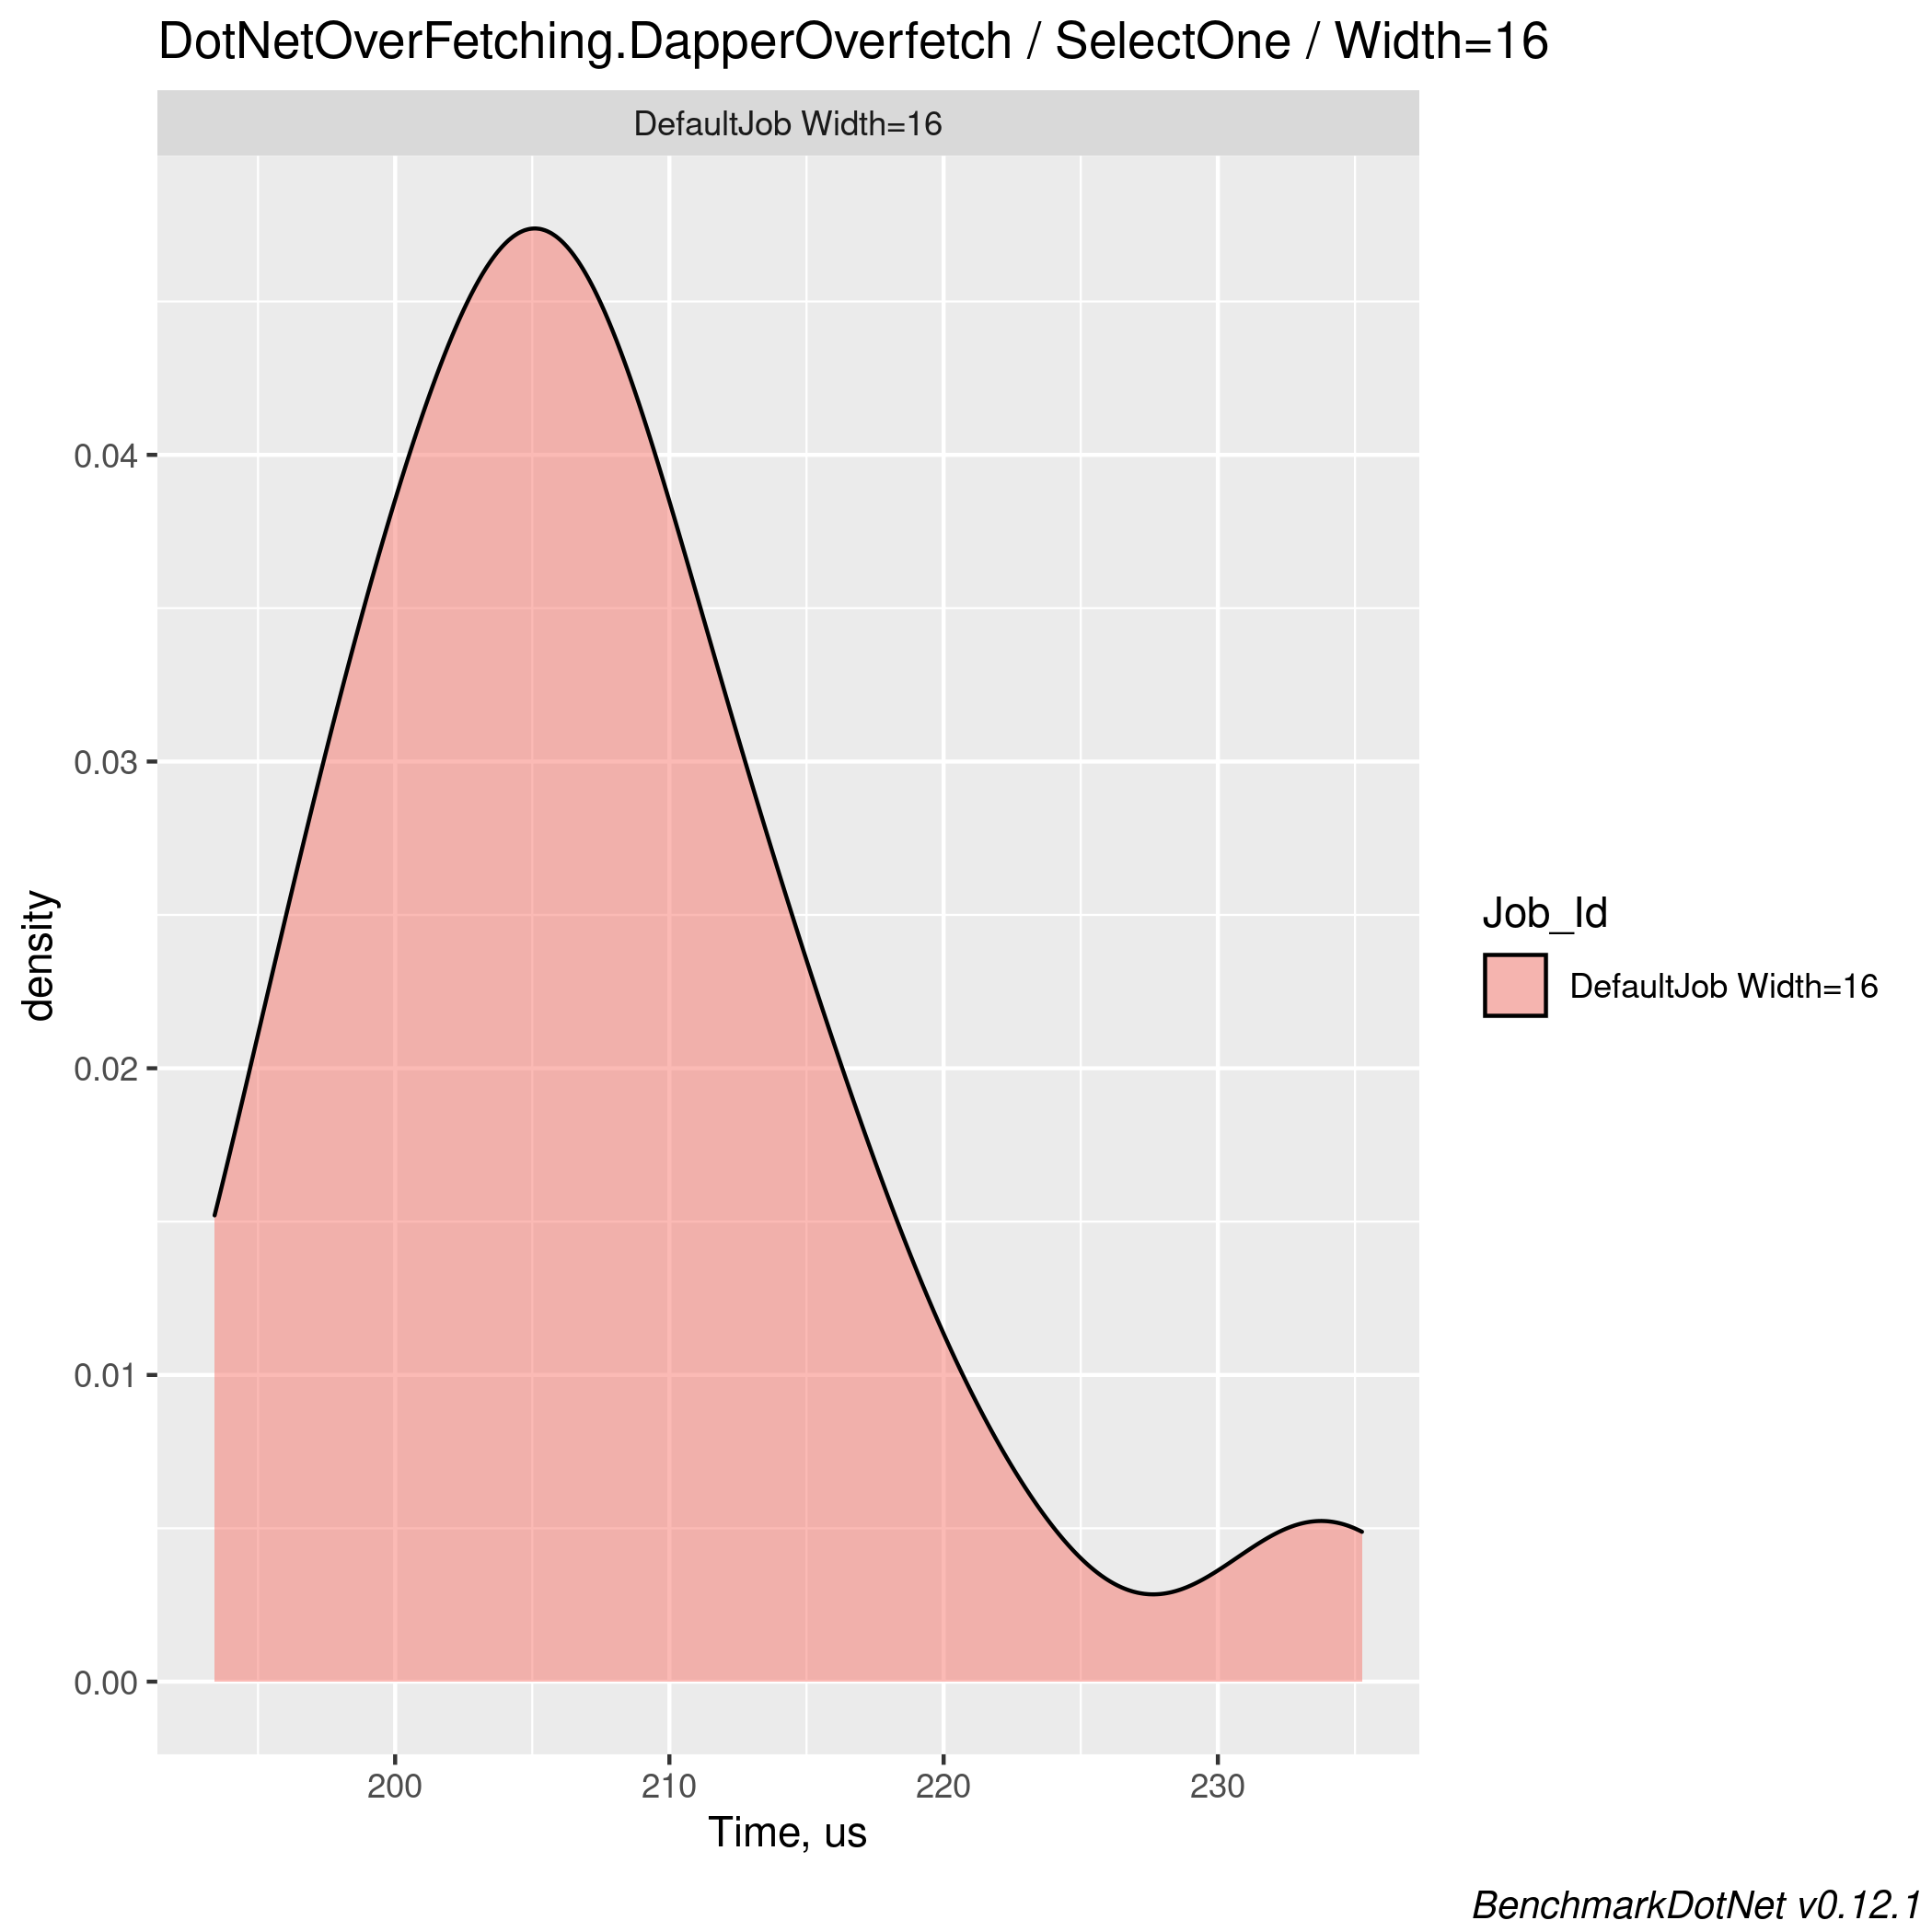 DotNetOverFetching.DapperOverfetch / SelectOne / Width=16
DefaultJob Width=16
0.04
0.03
0.02
0.01
0.00
density
200 210 220 230
Time, us
Job_Id
DefaultJob Width=16
BenchmarkDotNet v0.12.1